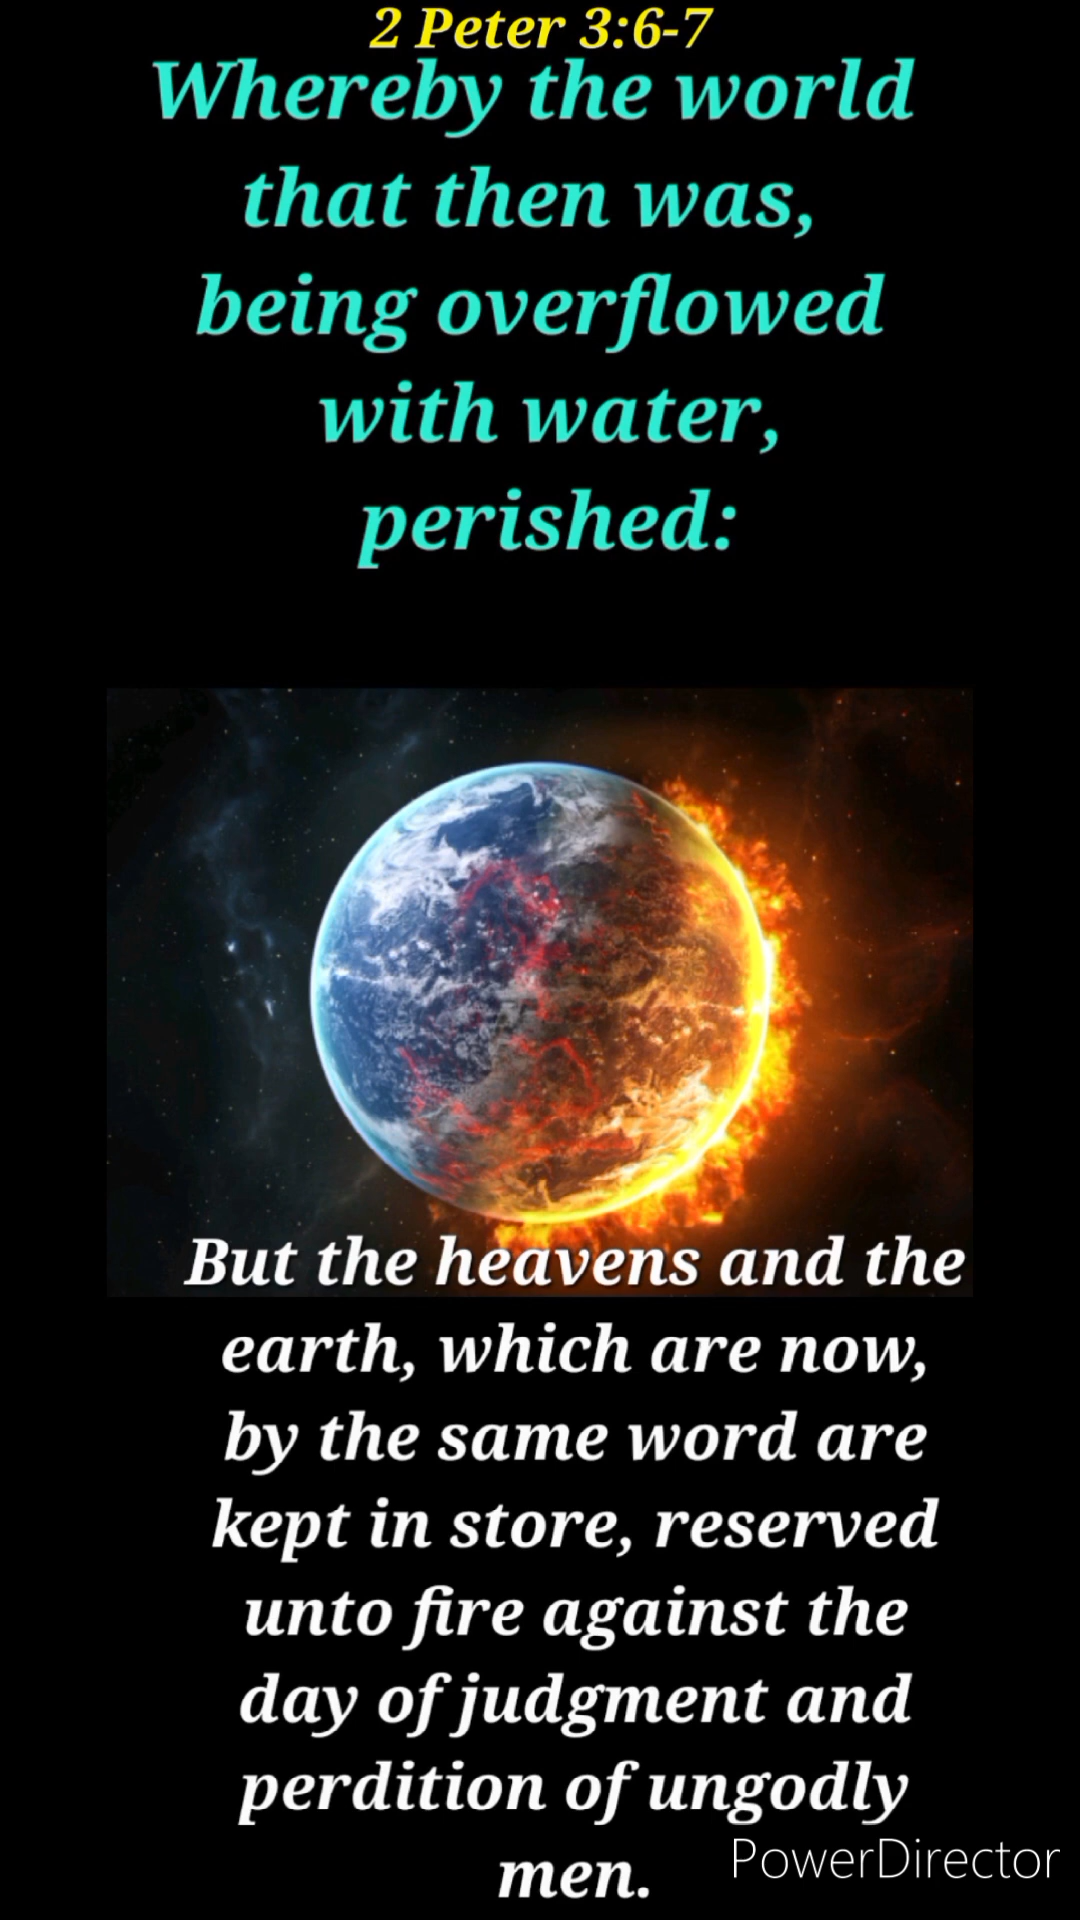 2 Peter 3:6-7
Whereby the world
that then was,
being overflowed
with water,
perished:
But the heavens and the
earth, which are now,
by the same word are
kept in store, reserved
unto fire against the
day of judgment and
perdition of ungodly
men.
PowerDirector